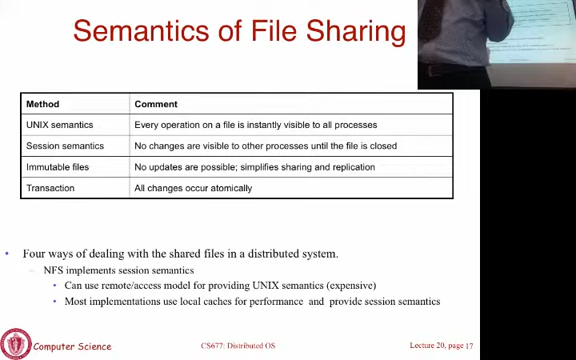 Semantics of File Sharing
Method Comment
UNIX semantics Every operation on a file is instantly visible to all processes
Session semantics No changes are visible to other processes until the file is closed
Immutable files No updates are possible; simplifies sharing and replication
Transaction All changes occur atomically
• Four ways of dealing with the shared files in a distributed system.
– NFS implements session semantics
• Can use remote/access model for providing UNIX semantics (expensive)
• Most implementations use local caches for performance and provide session semantics
Computer Science CS677: Distributed OS Lecture 20, page 17